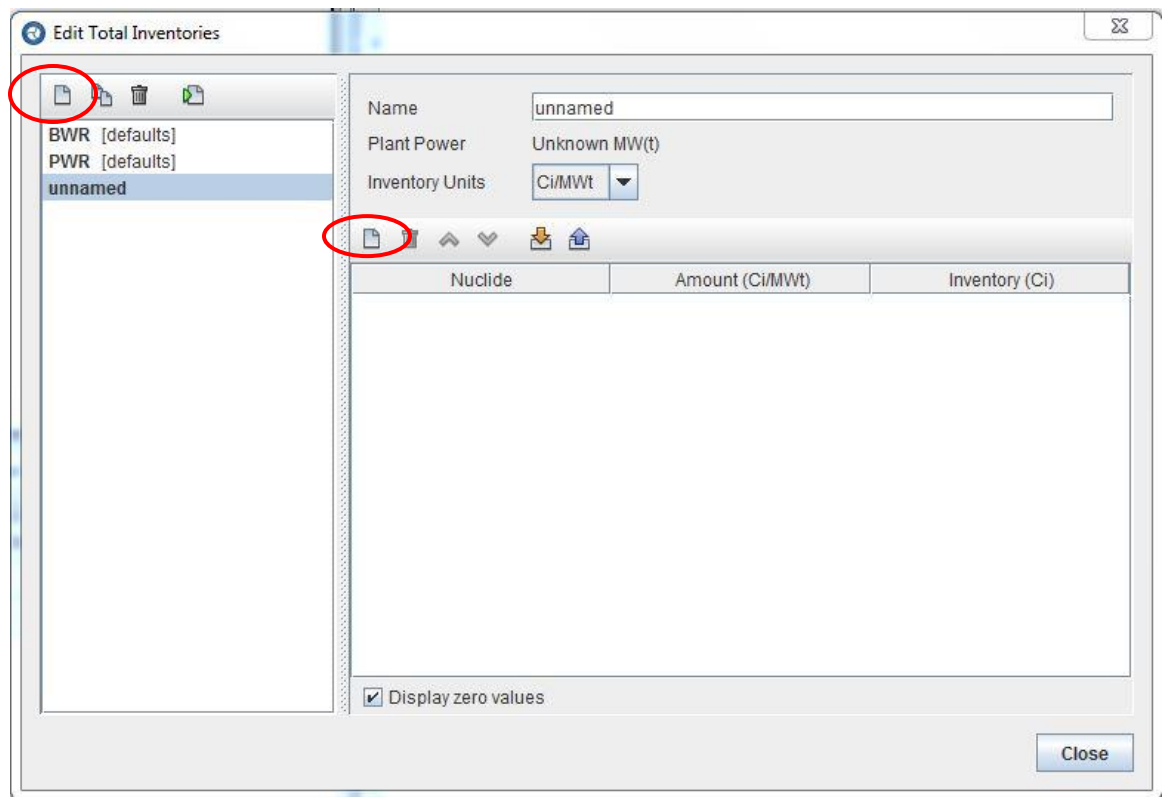 Edit Total Inventories
BWR [defaults]
PWR [defaults]
unnamed
Name unnamed
Plant Power Unknown MW(t)
Inventory Units Ci/MWt
Nuclide Amount (Ci/MWt) Inventory (Ci)
Display zero values
Close